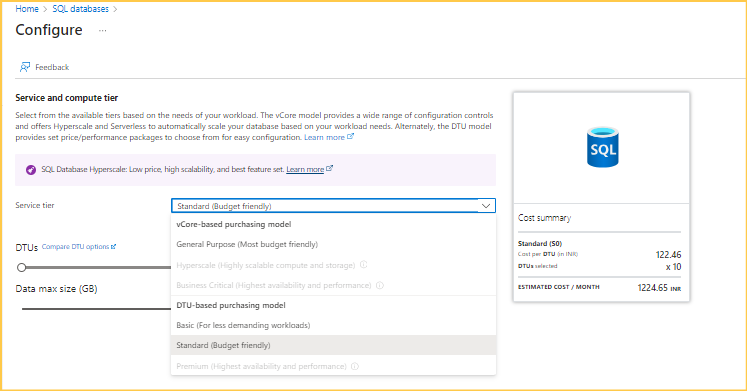 Home > SQL databases >
Configure ...
Feedback
Service and compute tier
Select from the available tiers based on the needs of your workload. The vCore model provides a wide range of configuration controls
and offers Hyperscale and Serverless to automatically scale your database based on your workload needs. Alternately, the DTU model
provides set price/performance packages to choose from for easy configuration. Learn more
SQL Database Hyperscale: Low price, high scalability, and best feature set. Learn more
Service tier
Standard (Budget friendly)
vCore-based purchasing model
General Purpose (Most budget friendly)
Hyperscale (Highly scalable compute and storage)
Business Critical (Highest availability and performance)
DTU-based purchasing model
Basic (For less demanding workloads)
Standard (Budget friendly)
Premium (Highest availability and performance)
DTUs Compare DTU options
Data max size (GB)
SQL
Cost summary
Standard (S0)
Cost per DTU (in INR) 122.46
DTUs selected x 10
ESTIMATED COST / MONTH 1224.65 INR